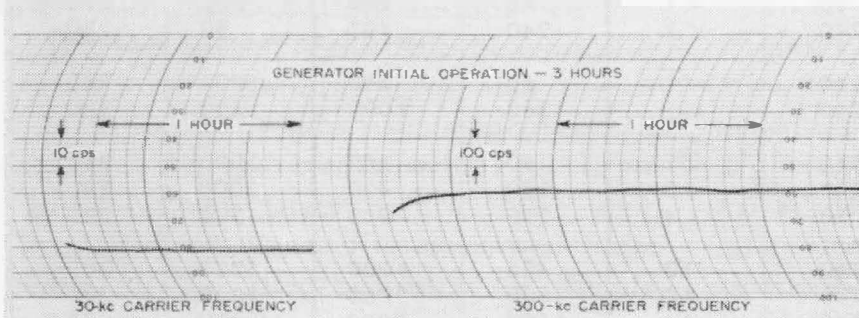 GENERATOR INITIAL OPERATION — 3 HOURS
1 HOUR
1 HOUR
10 cps
100 cps
30-kc CARRIER FREQUENCY
300-kc CARRIER FREQUENCY